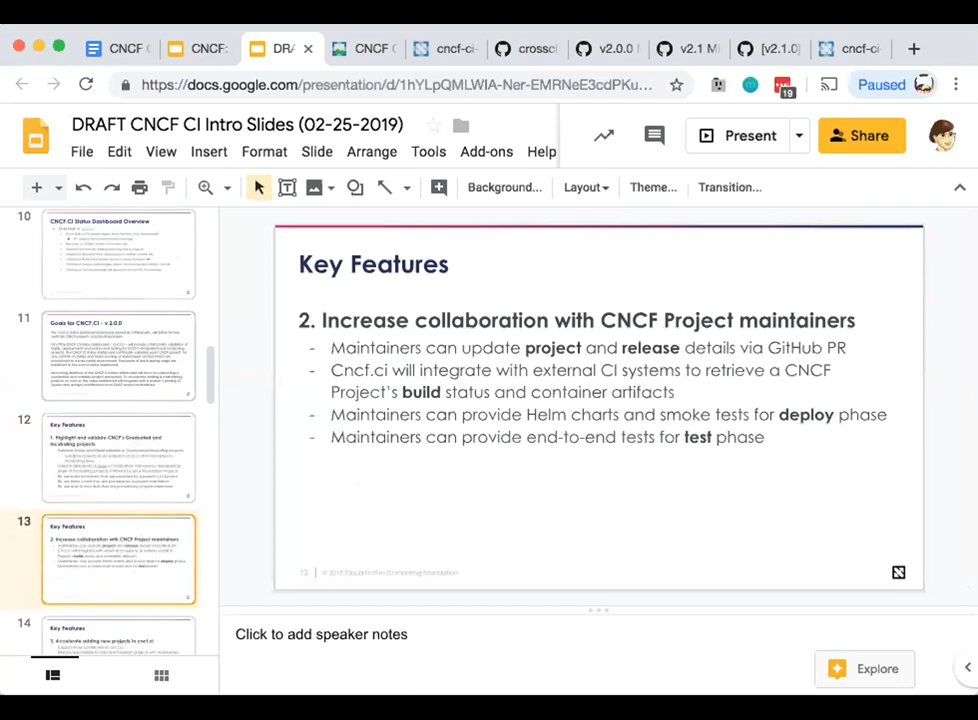 CNCF
CNCF:
DRA
CNCF
cncf-ci-
crosscl
v2.0.0
v2.1 M
[v2.1.0]
cncf-ci-
https://docs.google.com/presentation/d/1hYLpQMLWIA-Ner-EMRNeE3cdPKu...
19
Paused
DRAFT CNCF CI Intro Slides (02-25-2019)
File Edit View Insert Format Slide Arrange Tools Add-ons Help
Present
Share
Background... Layout Theme... Transition...
10
CNCF.CI Status Dashboard Overview
11
Goals for CNCF.CI - v.2.0.0
12
Key Features
1. Highlight and validate CNCF's Graduated and
Incubating projects
13
Key Features
2. Increase collaboration with CNCF Project maintainers
14
Key Features
3. Accelerate adding new projects to cncf.ci
Key Features
2. Increase collaboration with CNCF Project maintainers
- Maintainers can update project and release details via GitHub PR
- Cncf.ci will integrate with external CI systems to retrieve a CNCF
Project's build status and container artifacts
- Maintainers can provide Helm charts and smoke tests for deploy phase
- Maintainers can provide end-to-end tests for test phase
13
Cloud Native Computing Foundation
Click to add speaker notes
Explore